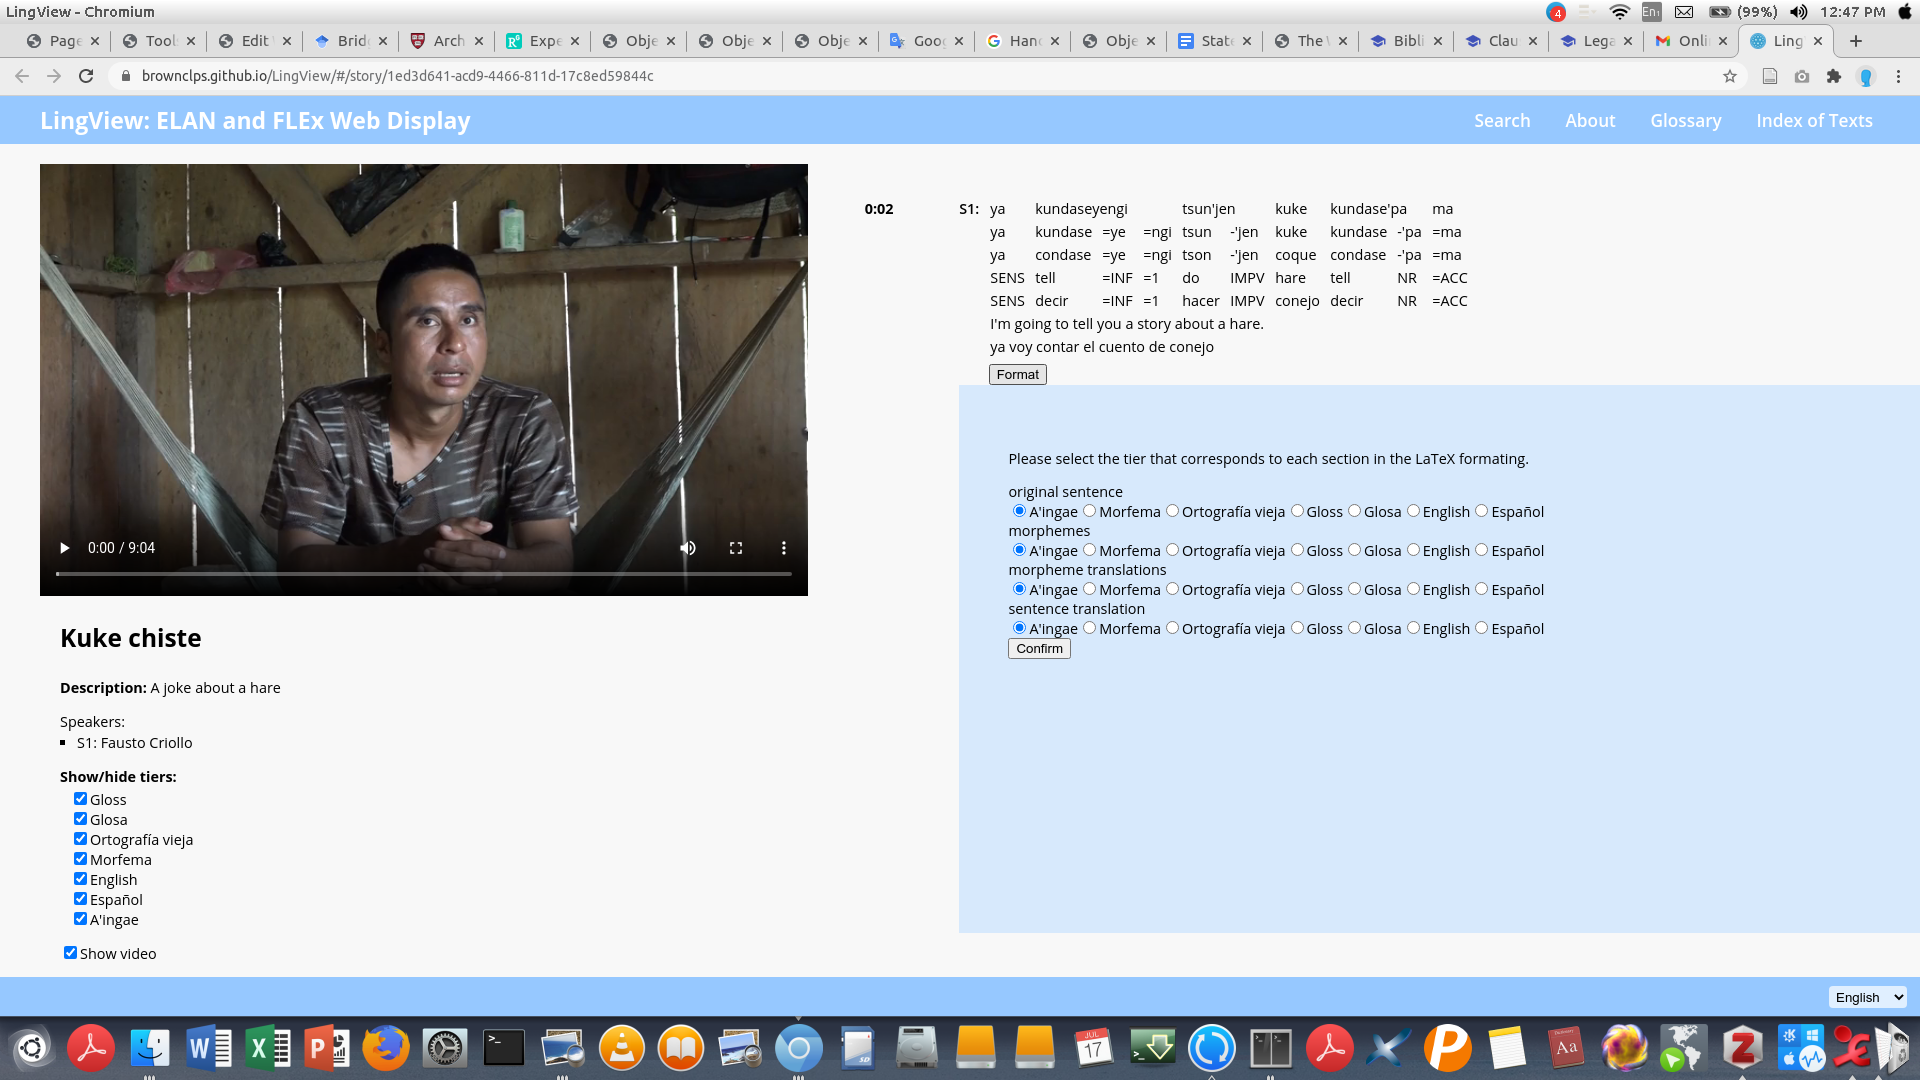 LingView - Chromium
4 En1 (99%) 12:47 PM
Page Tools Edit Brid Arch Expe Obje Obje Obje Goog Hand Obje State The Bibli Clau Lega Onli Ling
brownclps.github.io/LingView/#/story/1ed3d641-acd9-4466-811d-17c8ed59844c
LingView: ELAN and FLEx Web Display Search About Glossary Index of Texts
0:02 S1: ya kundaseyengi tsun'jen kuke kundase'pa ma
ya kundase =ye =ngi tsun -'jen kuke kundase -'pa =ma
ya condase =ye =ngi tson -'jen coque condase -'pa =ma
SENS tell =INF =1 do IMPV hare tell NR =ACC
SENS decir =INF =1 hacer IMPV conejo decir NR =ACC
I'm going to tell you a story about a hare.
ya voy contar el cuento de conejo
Format
Please select the tier that corresponds to each section in the LaTeX formating.
original sentence
A'ingae Morfema Ortografía vieja Gloss Glosa English Español
morphemes
A'ingae Morfema Ortografía vieja Gloss Glosa English Español
morpheme translations
A'ingae Morfema Ortografía vieja Gloss Glosa English Español
sentence translation
A'ingae Morfema Ortografía vieja Gloss Glosa English Español
Confirm
0:00 / 9:04
Kuke chiste
Description: A joke about a hare
Speakers:
S1: Fausto Criollo
Show/hide tiers:
Gloss
Glosa
Ortografía vieja
Morfema
English
Español
A'ingae
Show video
English
JUL
17
SD
Aa